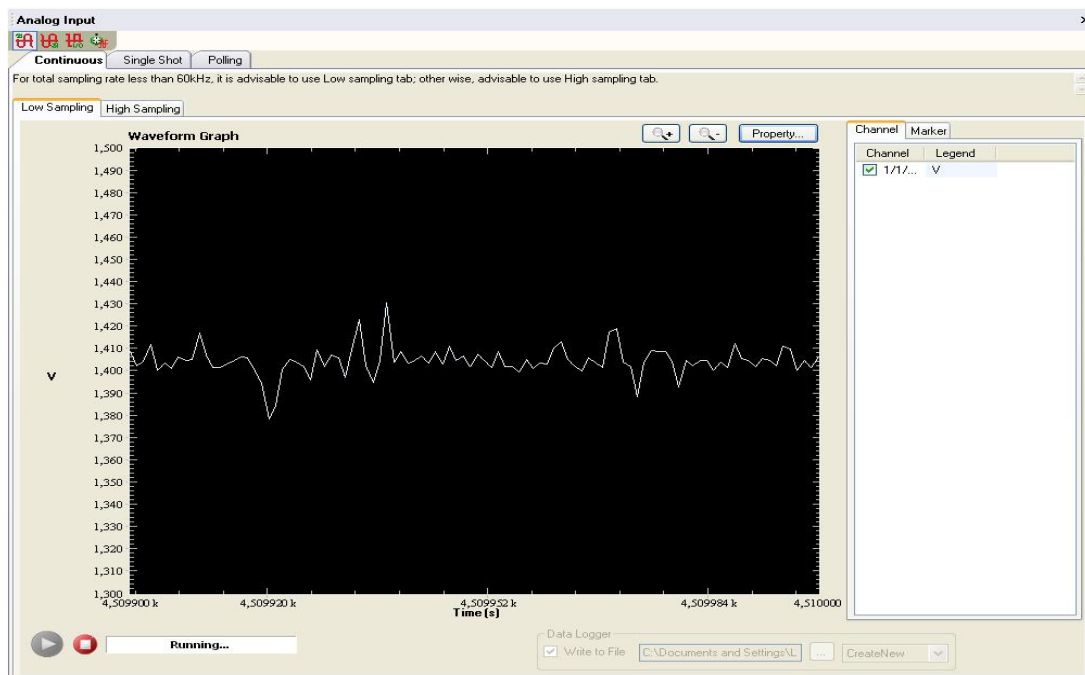 Analog Input
Continuous Single Shot Polling
For total sampling rate less than 60kHz, it is advisable to use Low sampling tab; other wise, advisable to use High sampling tab.
Low Sampling High Sampling
Waveform Graph
Property...
Channel Marker
Channel Legend
1/1/... V
1,500
1,490
1,480
1,470
1,460
1,450
1,440
1,430
1,420
1,410
1,400
V
1,390
1,380
1,370
1,360
1,350
1,340
1,330
1,320
1,310
1,300
4,509900 k 4,509920 k 4,509952 k 4,509984 k 4,510000
Time (s)
Running...
Data Logger
Write to File C:\Documents and Settings\L ... CreateNew